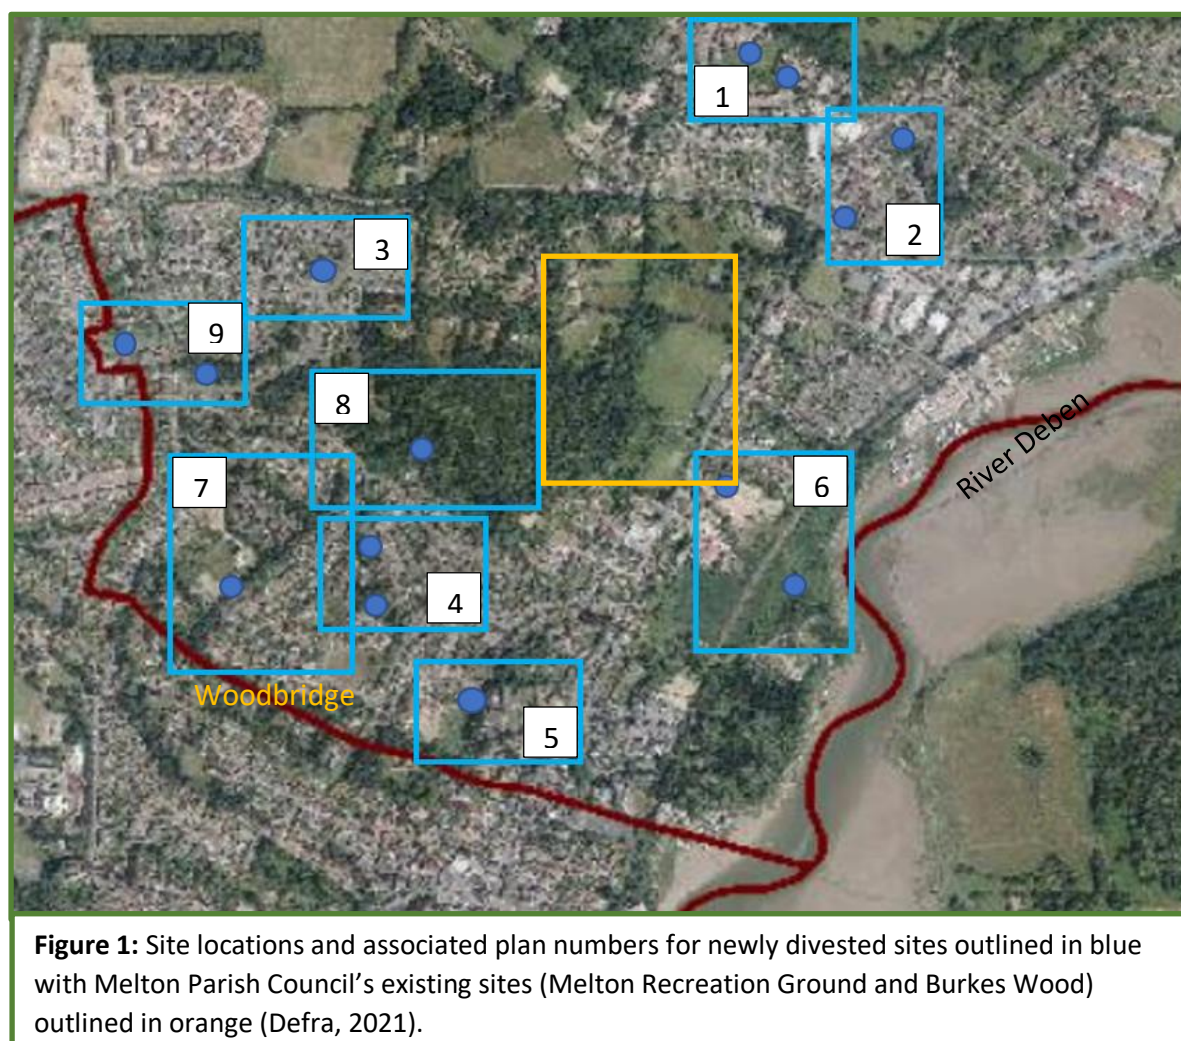 1
2
3
9
8
7
6
River Deben
4
Woodbridge
5
Figure 1: Site locations and associated plan numbers for newly divested sites outlined in blue
with Melton Parish Council’s existing sites (Melton Recreation Ground and Burkes Wood)
outlined in orange (Defra, 2021).